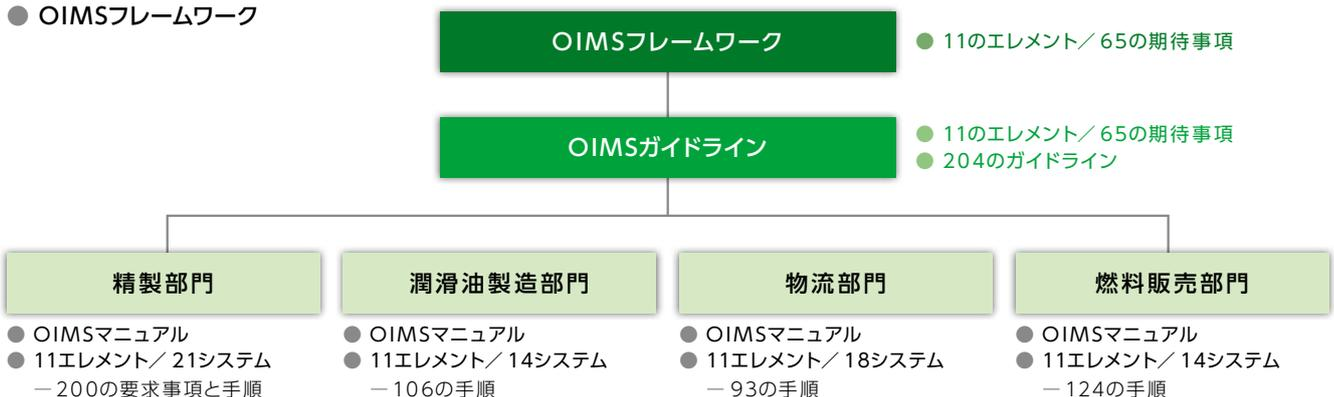 ● OIMSフレームワーク
OIMSフレームワーク
● 11のエレメント／65の期待事項
OIMSガイドライン
● 11のエレメント／65の期待事項
● 204のガイドライン
精製部門
● OIMSマニュアル
● 11エレメント／21システム
― 200の要求事項と手順
潤滑油製造部門
● OIMSマニュアル
● 11エレメント／14システム
― 106の手順
物流部門
● OIMSマニュアル
● 11エレメント／18システム
― 93の手順
燃料販売部門
● OIMSマニュアル
● 11エレメント／14システム
― 124の手順